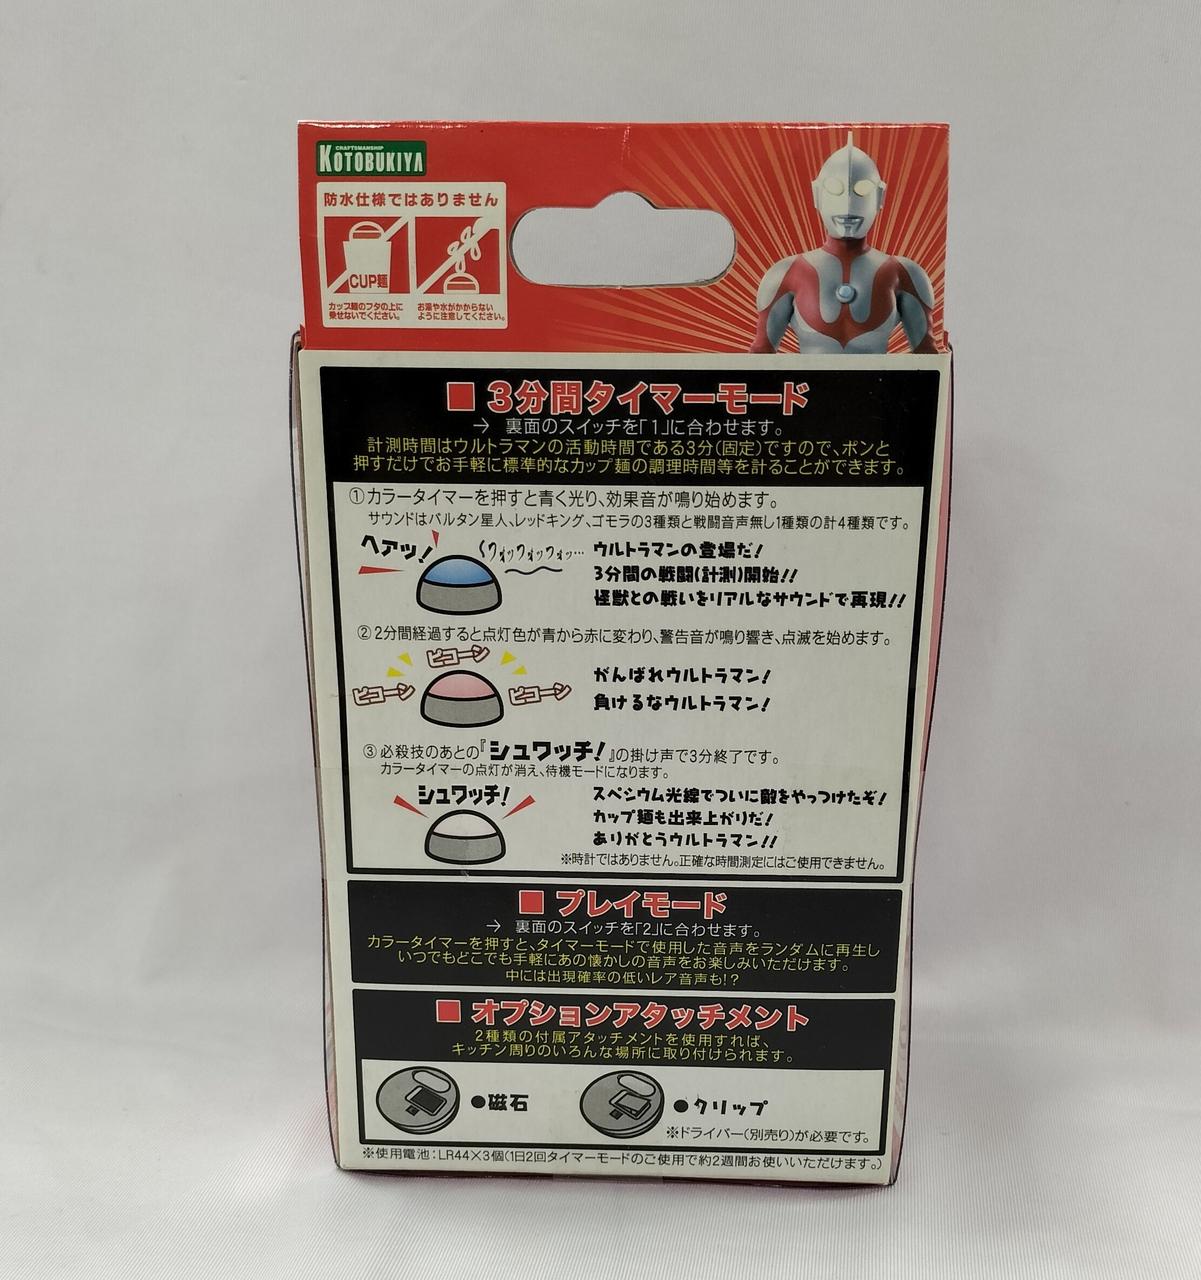 CRAFTSMANSHIP
KOTOBUKIYA
防水仕様ではありません
CUP麺
カップ麺のフタの上に
乗せないでください。
お湯や水がかからない
ように注意してください。
■ 3分間タイマーモード
→ 裏面のスイッチを「1」に合わせます。
計測時間はウルトラマンの活動時間である3分(固定)ですので、ポンと
押すだけでお手軽に標準的なカップ麺の調理時間等を計ることができます。
①カラータイマーを押すと青く光り、効果音が鳴り始めます。
サウンドはバルタン星人、レッドキング、ゴモラの3種類と戦闘音声無し1種類の計4種類です。
ヘアッ!
ウルトラマンの登場だ!
3分間の戦闘(計測)開始!!
怪獣との戦いをリアルなサウンドで再現!!
②2分間経過すると点灯色が青から赤に変わり、警告音が鳴り響き、点滅を始めます。
ピコーン
ピコーン
ピコーン
がんばれウルトラマン!
負けるなウルトラマン!
③必殺技のあとの『シュワッチ!』の掛け声で3分終了です。
カラータイマーの点灯が消え、待機モードになります。
シュワッチ!
スペシウム光線でついに敵をやっつけたぞ!
カップ麺も出来上がりだ!
ありがとうウルトラマン!!
※時計ではありません。正確な時間測定にはご使用できません。
■ プレイモード
→ 裏面のスイッチを「2」に合わせます。
カラータイマーを押すと、タイマーモードで使用した音声をランダムに再生し
いつでもどこでも手軽にあの懐かしの音声をお楽しみいただけます。
中には出現確率の低いレア音声も!?
■ オプションアタッチメント
2種類の付属アタッチメントを使用すれば、
キッチン周りのいろんな場所に取り付けられます。
●磁石
●クリップ
※ドライバー(別売り)が必要です。
※使用電池:LR44×3個(1日2回タイマーモードのご使用で約2週間お使いいただけます。)